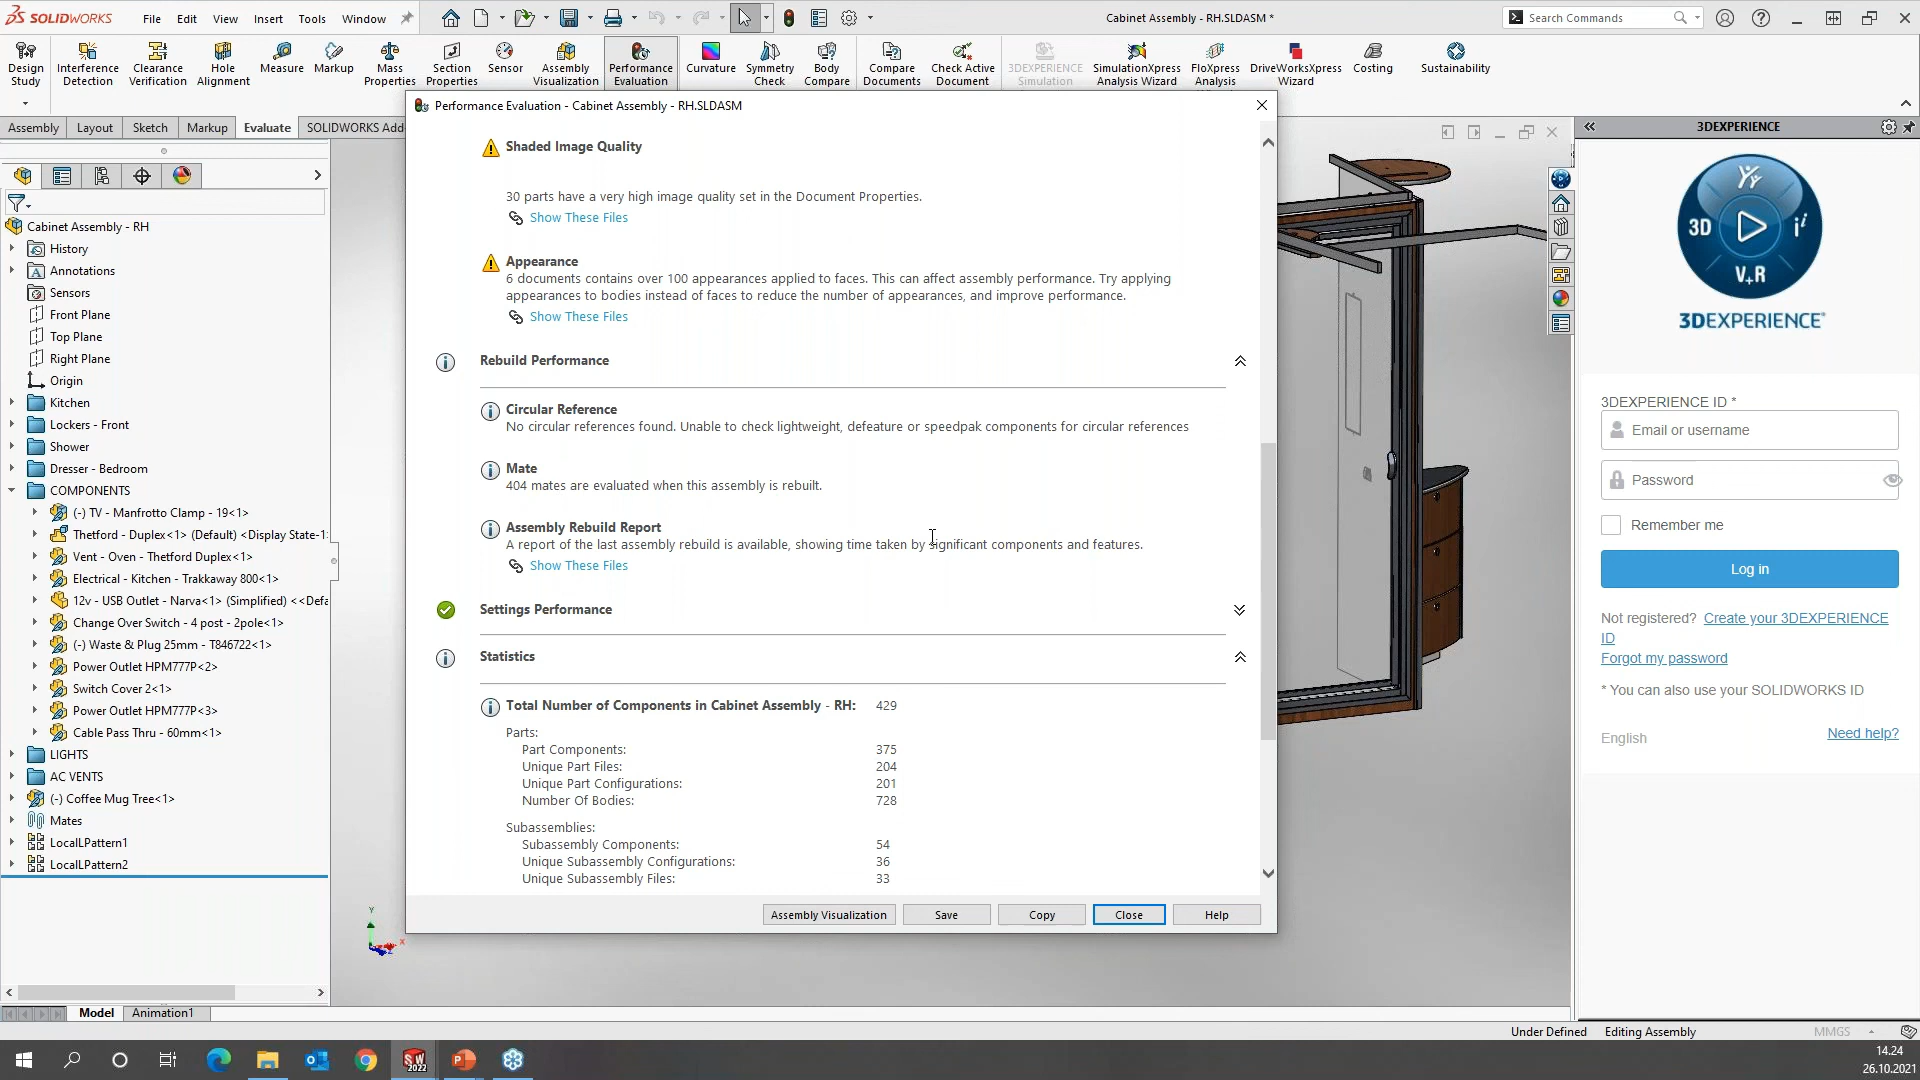 SOLIDWORKS
File Edit View Insert Tools Window
Cabinet Assembly - RH.SLDASM *
Search Commands
Design Study
Interference Detection
Clearance Verification
Hole Alignment
Measure
Markup
Mass Properties
Section Properties
Sensor
Assembly Visualization
Performance Evaluation
Curvature
Symmetry Check
Body Compare
Compare Documents
Check Active Document
3DEXPERIENCE Simulation
SimulationXpress Analysis Wizard
FloXpress Analysis
DriveWorksXpress Wizard
Costing
Sustainability
Assembly Layout Sketch Markup Evaluate SOLIDWORKS Add
Cabinet Assembly - RH
History
Annotations
Sensors
Front Plane
Top Plane
Right Plane
Origin
Kitchen
Lockers - Front
Shower
Dresser - Bedroom
COMPONENTS
(-) TV - Manfrotto Clamp - 19<1>
Thetford - Duplex<1> (Default) <Display State-1
Vent - Oven - Thetford Duplex<1>
Electrical - Kitchen - Trakkaway 800<1>
12v - USB Outlet - Narva<1> (Simplified) <<Defa
Change Over Switch - 4 post - 2pole<1>
(-) Waste & Plug 25mm - T846722<1>
Power Outlet HPM777P<2>
Switch Cover 2<1>
Power Outlet HPM777P<3>
Cable Pass Thru - 60mm<1>
LIGHTS
AC VENTS
(-) Coffee Mug Tree<1>
Mates
LocalLPattern1
LocalLPattern2
Performance Evaluation - Cabinet Assembly - RH.SLDASM
Shaded Image Quality
30 parts have a very high image quality set in the Document Properties.
Show These Files
Appearance
6 documents contains over 100 appearances applied to faces. This can affect assembly performance. Try applying
appearances to bodies instead of faces to reduce the number of appearances, and improve performance.
Show These Files
Rebuild Performance
Circular Reference
No circular references found. Unable to check lightweight, defeature or speedpak components for circular references
Mate
404 mates are evaluated when this assembly is rebuilt.
Assembly Rebuild Report
A report of the last assembly rebuild is available, showing time taken by significant components and features.
Show These Files
Settings Performance
Statistics
Total Number of Components in Cabinet Assembly - RH: 429
Parts:
Part Components: 375
Unique Part Files: 204
Unique Part Configurations: 201
Number Of Bodies: 728
Subassemblies:
Subassembly Components: 54
Unique Subassembly Configurations: 36
Unique Subassembly Files: 33
Assembly Visualization Save Copy Close Help
3DEXPERIENCE
3D
V+R
3DEXPERIENCE®
3DEXPERIENCE ID *
Email or username
Password
Remember me
Log in
Not registered? Create your 3DEXPERIENCE
ID
Forgot my password
* You can also use your SOLIDWORKS ID
English Need help?
Y
X
Model Animation1
Under Defined Editing Assembly MMGS
SW 2022
14.24
26.10.2021